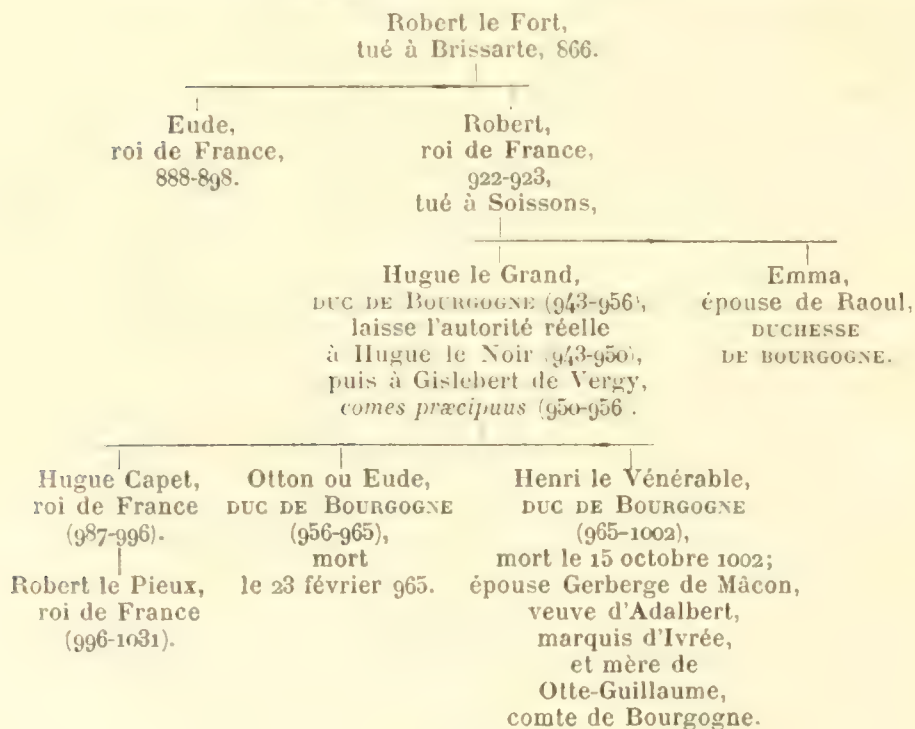 Robert le Fort,
tué à Brissarte, 866.
Eude,
roi de France,
888-898.
Robert,
roi de France,
922-923,
tué à Soissons,
Hugue le Grand,
DUC DE BOURGOGNE (943-956),
laisse l'autorité réelle
à Hugue le Noir (943-950),
puis à Gislebert de Vergy,
comes præcipuus (950-956.
Emma,
épouse de Raoul,
DUCHESSE
DE BOURGOGNE.
Hugue Capet,
roi de France
(987-996).
Robert le Pieux,
roi de France
(996-1031).
Otton ou Eude,
DUC DE BOURGOGNE
(956-965),
mort
le 23 février 965.
Henri le Vénérable,
DUC DE BOURGOGNE
(965-1002),
mort le 15 octobre 1002;
épouse Gerberge de Mâcon,
veuve d'Adalbert,
marquis d'Ivrée,
et mère de
Otte-Guillaume,
comte de Bourgogne.